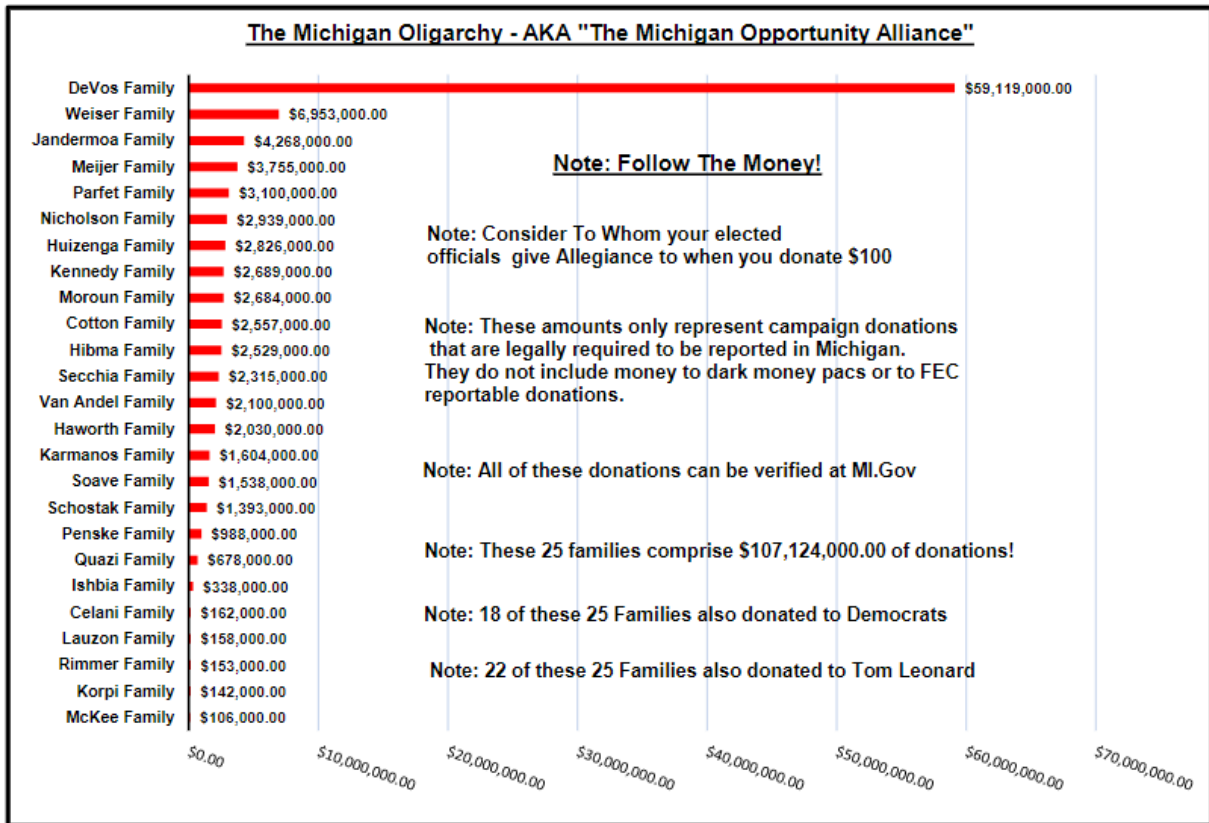 The Michigan Oligarchy - AKA "The Michigan Opportunity Alliance"
DeVos Family $59,119,000.00
Weiser Family $6,953,000.00
Jandermoa Family $4,268,000.00
Meijer Family $3,755,000.00
Parfet Family $3,100,000.00
Nicholson Family $2,939,000.00
Huizenga Family $2,826,000.00
Kennedy Family $2,689,000.00
Moroun Family $2,684,000.00
Cotton Family $2,557,000.00
Hibma Family $2,529,000.00
Secchia Family $2,315,000.00
Van Andel Family $2,100,000.00
Haworth Family $2,030,000.00
Karmanos Family $1,604,000.00
Soave Family $1,538,000.00
Schostak Family $1,393,000.00
Penske Family $988,000.00
Quazi Family $678,000.00
Ishbia Family $338,000.00
Celani Family $162,000.00
Lauzon Family $158,000.00
Rimmer Family $153,000.00
Korpi Family $142,000.00
McKee Family $106,000.00
Note: Follow The Money!
Note: Consider To Whom your elected
officials give Allegiance to when you donate $100
Note: These amounts only represent campaign donations
that are legally required to be reported in Michigan.
They do not include money to dark money pacs or to FEC
reportable donations.
Note: All of these donations can be verified at MI.Gov
Note: These 25 families comprise $107,124,000.00 of donations!
Note: 18 of these 25 Families also donated to Democrats
Note: 22 of these 25 Families also donated to Tom Leonard
$0.00 $10,000,000.00 $20,000,000.00 $30,000,000.00 $40,000,000.00 $50,000,000.00 $60,000,000.00 $70,000,000.00